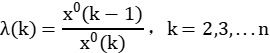 λ(k) = x⁰(k − 1) / x⁰(k)，k = 2,3,…n